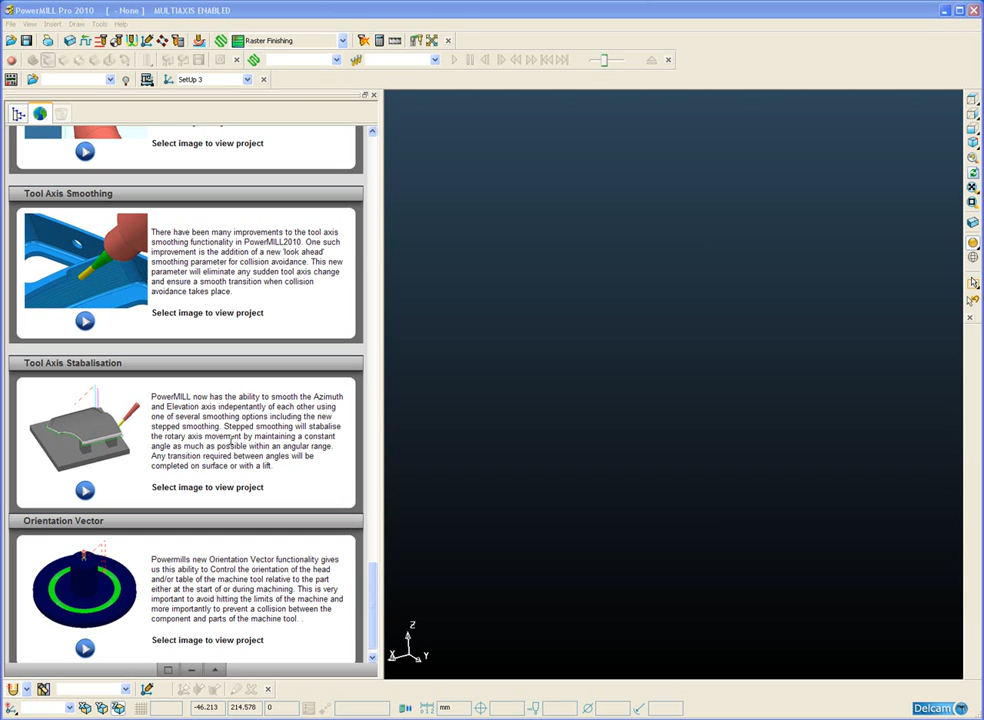 PowerMILL Pro 2010    [ - None ]    MULTIAXIS ENABLED
File View Insert Draw Tools Help
Raster Finishing
SetUp 3
Select image to view project
Tool Axis Smoothing
There have been many improvements to the tool axis
smoothing functionality in PowerMILL2010. One such
improvement is the addition of a new 'look ahead
smoothing parameter for collision avoidance. This new
parameter will eliminate any sudden tool axis change
and ensure a smooth transition when collision
avoidance takes place.
Select image to view project
Tool Axis Stabalisation
PowerMILL now has the ability to smooth the Azimuth
and Elevation axis indepentantly of each other using
one of several smoothing options including the new
stepped smoothing. Stepped smoothing will stabalise
the rotary axis movement by maintaining a constant
angle as much as possible within an angular range.
Any transition required between angles will be
completed on surface or with a lift.
Select image to view project
Orientation Vector
Powermills new Orientation Vector functionality gives
us this ability to Control the orientation of the head
and/or table of the machine tool relative to the part
either at the start of or during machining. This is very
important to avoid hitting the limits of the machine and
more importantly to prevent a collision between the
component and parts of the machine tool. .
Select image to view project
Z
X
Y
-46.213 214.578 0 mm
Delcam